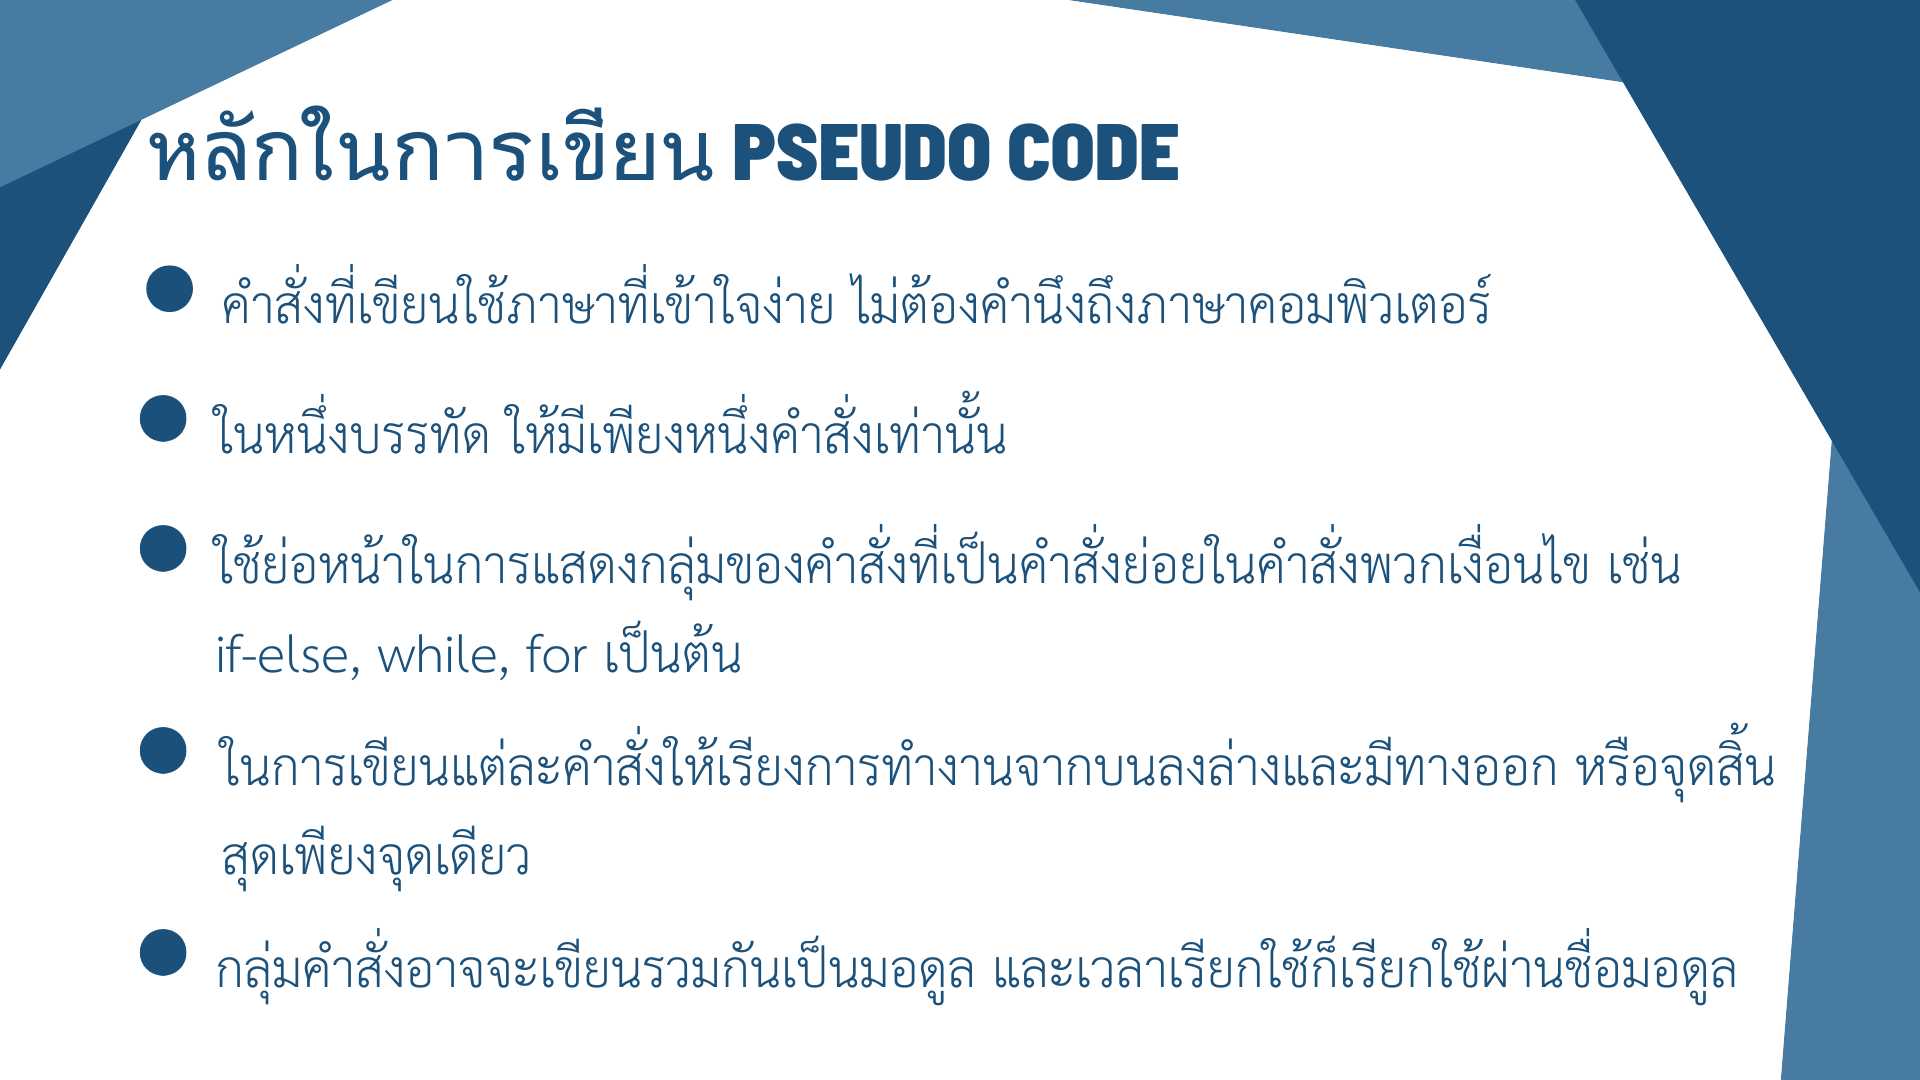 หลักในการเขียน PSEUDO CODE
คำสั่งที่เขียนใช้ภาษาที่เข้าใจง่าย ไม่ต้องคำนึงถึงภาษาคอมพิวเตอร์
ในหนึ่งบรรทัด ให้มีเพียงหนึ่งคำสั่งเท่านั้น
ใช้ย่อหน้าในการแสดงกลุ่มของคำสั่งที่เป็นคำสั่งย่อยในคำสั่งพวกเงื่อนไข เช่น
if-else, while, for เป็นต้น
ในการเขียนแต่ละคำสั่งให้เรียงการทำงานจากบนลงล่างและมีทางออก หรือจุดสิ้น
สุดเพียงจุดเดียว
กลุ่มคำสั่งอาจจะเขียนรวมกันเป็นมอดูล และเวลาเรียกใช้ก็เรียกใช้ผ่านชื่อมอดูล